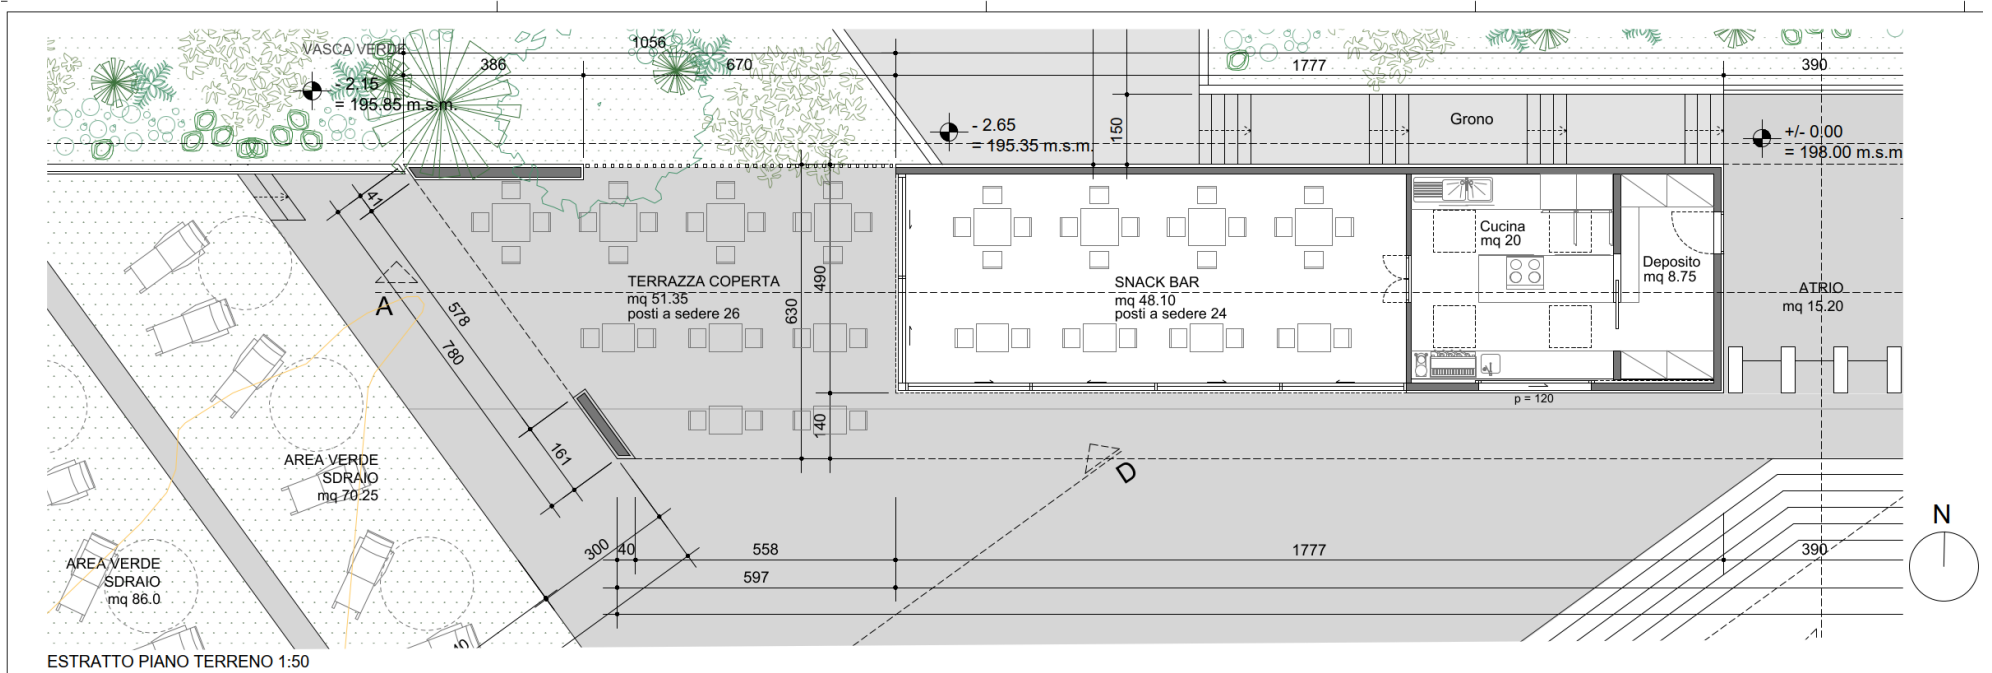 VASCA VERDE
1056
386
670
1777
390
- 2.15
= 195.85 m.s.m.
- 2.65
= 195.35 m.s.m.
150
Grono
+/- 0.00
= 198.00 m.s.m
41
578
780
161
A
TERRAZZA COPERTA
mq 51.35
posti a sedere 26
630
490
140
SNACK BAR
mq 48.10
posti a sedere 24
Cucina
mq 20
Deposito
mq 8.75
ATRIO
mq 15.20
p = 120
D
AREA VERDE
SDRAIO
mq 70.25
AREA VERDE
SDRAIO
mq 86.0
300
40
558
1777
390
597
N
ESTRATTO PIANO TERRENO 1:50